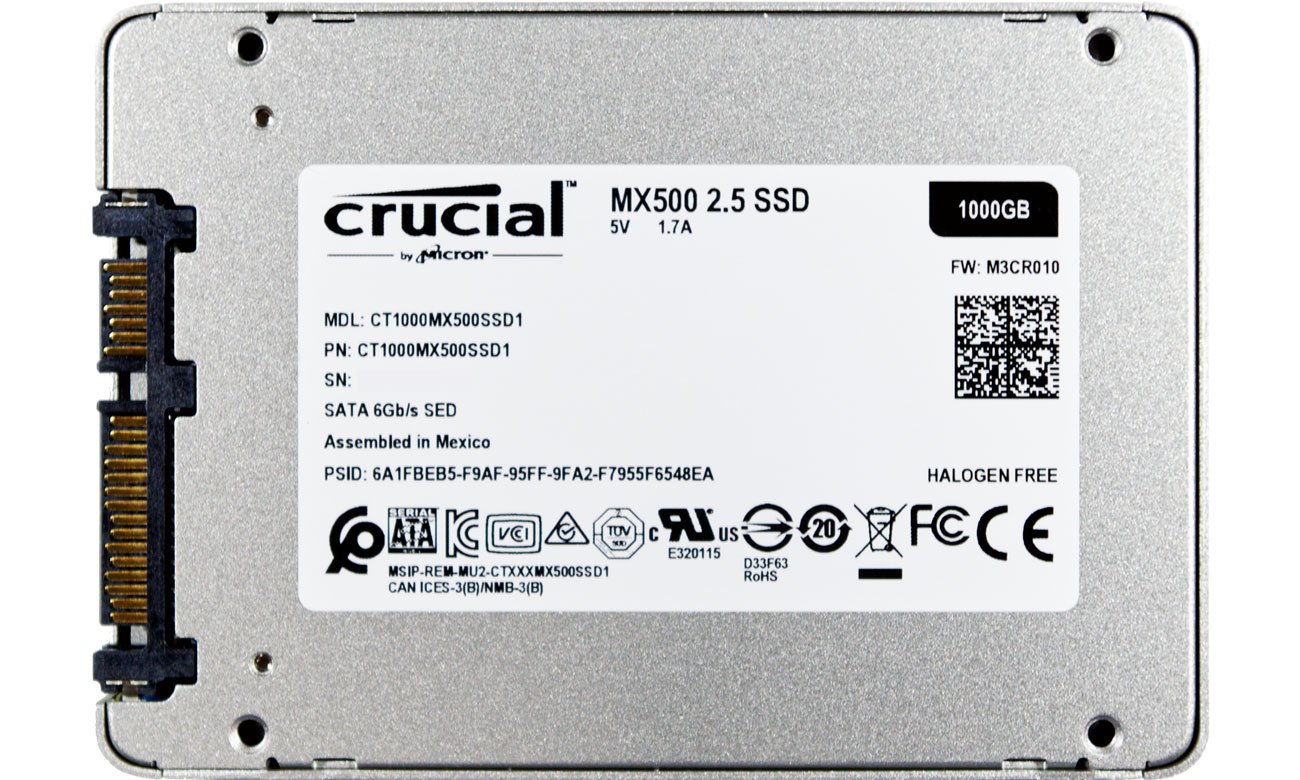 crucial™
by Micron®
MX500 2.5 SSD
5V 1.7A
1000GB
FW: M3CR010
MDL: CT1000MX500SSD1
PN: CT1000MX500SSD1
SN:
SATA 6Gb/s SED
Assembled in Mexico
PSID: 6A1FBEB5-F9AF-95FF-9FA2-F7955F6548EA
HALOGEN FREE
SERIAL
ATA
VCI
TÜV
c UL US
E320115
20
FC
CE
D33F63
RoHS
MSIP-REM-MU2-CTXXXMX500SSD1
CAN ICES-3(B)/NMB-3(B)